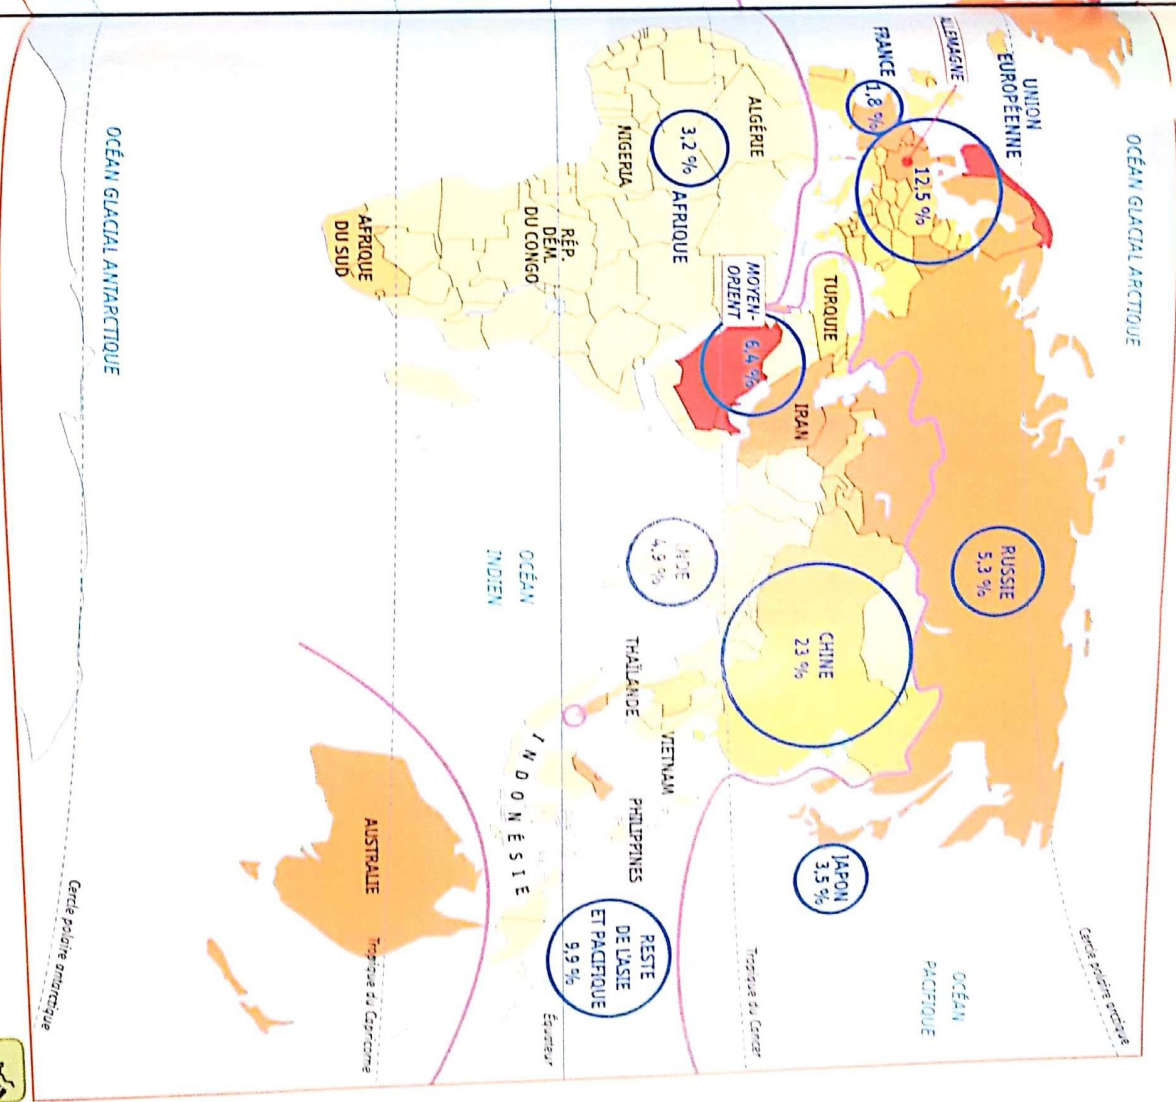 OCÉAN GLACIAL ARCTIQUE
Cercle polaire arctique
UNION
EUROPÉENNE
ALLEMAGNE
12,5 %
FRANCE
1,8 %
RUSSIE
5,3 %
TURQUIE
IRAN
MOYEN-
ORIENT
6,4 %
CHINE
23 %
JAPON
3,5 %
OCÉAN
PACIFIQUE
Tropique du Cancer
ALGÉRIE
3,2 %
AFRIQUE
NIGERIA
INDE
4,9 %
THAÏLANDE
VIETNAM
PHILIPPINES
RESTE
DE L'ASIE
ET PACIFIQUE
9,9 %
RÉP.
DÉM.
DU CONGO
OCÉAN
INDIEN
INDONÉSIE
Équateur
AFRIQUE
DU SUD
AUSTRALIE
Tropique du Capricorne
OCÉAN GLACIAL ANTARCTIQUE
Cercle polaire antarctique